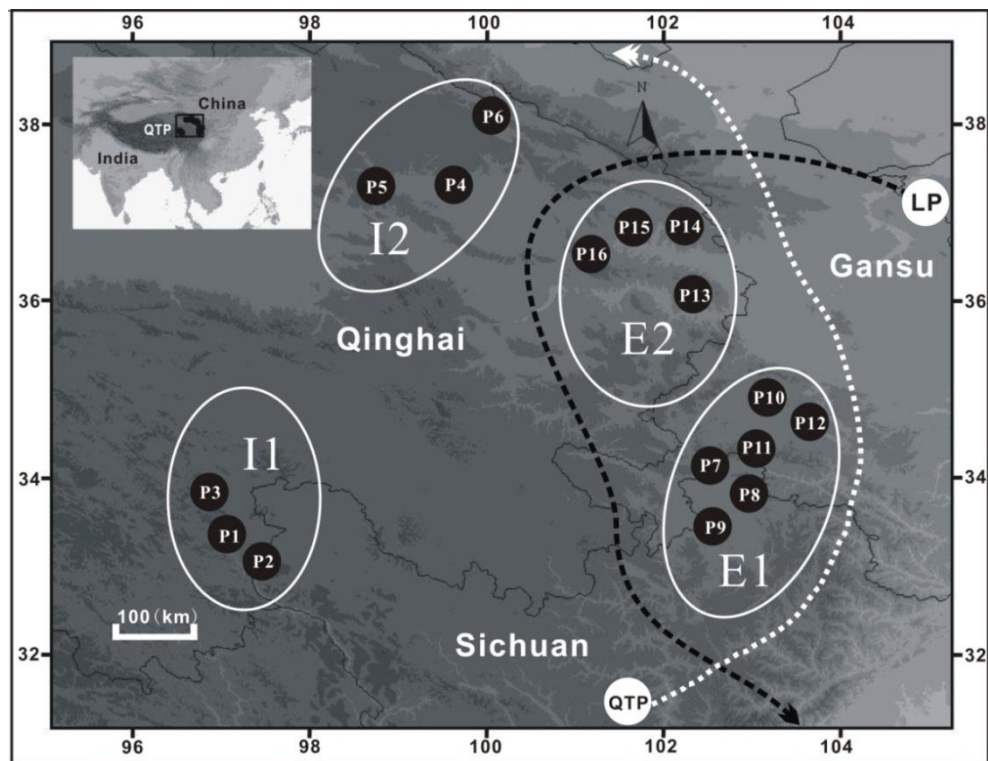 96 98 100 102 104
China
QTP
India
N
38 38
P6
P5 P4
I2
LP
Gansu
P15 P14
P16
P13
36 36
Qinghai
E2
P10
P12
I1
P11
P7
34 34
P3
P8
P9
P1
P2
E1
100(km)
Sichuan
32 32
QTP
96 98 100 102 104